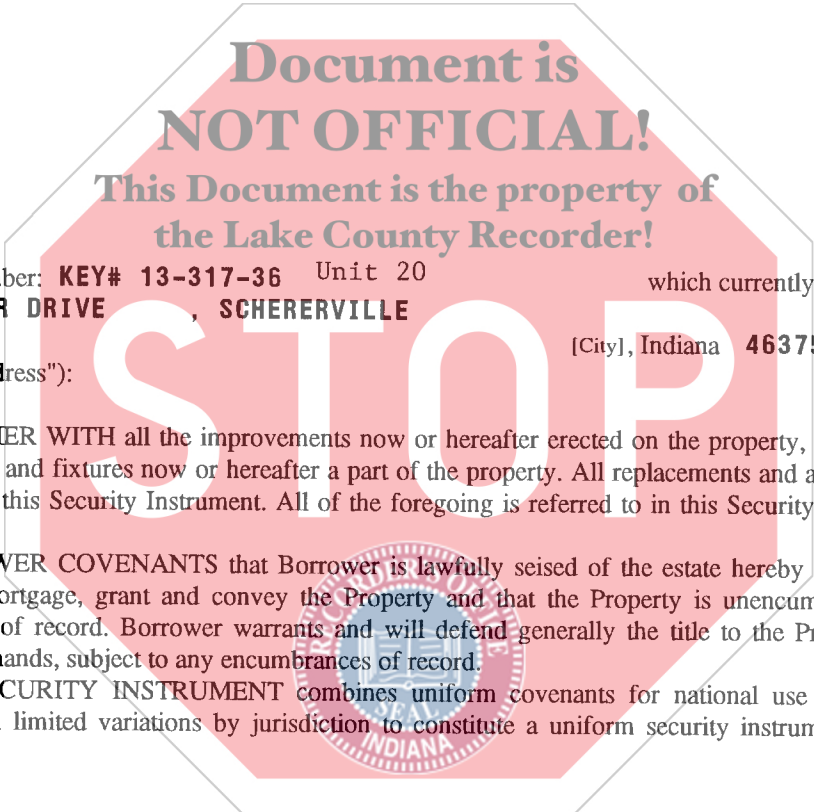 Document is
NOT OFFICIAL!
This Document is the property of
the Lake County Recorder!
ber: KEY# 13-317-36 Unit 20 which currently
R DRIVE , SCHERERVILLE
[City], Indiana 46375
dress"):
STOP
ER WITH all the improvements now or hereafter erected on the property,
and fixtures now or hereafter a part of the property. All replacements and a
this Security Instrument. All of the foregoing is referred to in this Security
WER COVENANTS that Borrower is lawfully seised of the estate hereby
ortgage, grant and convey the Property and that the Property is unencum
of record. Borrower warrants and will defend generally the title to the Pr
ands, subject to any encumbrances of record.
CURITY INSTRUMENT combines uniform covenants for national use
limited variations by jurisdiction to constitute a uniform security instrum
RECORDER'S OFFICE
SEAL
INDIANA